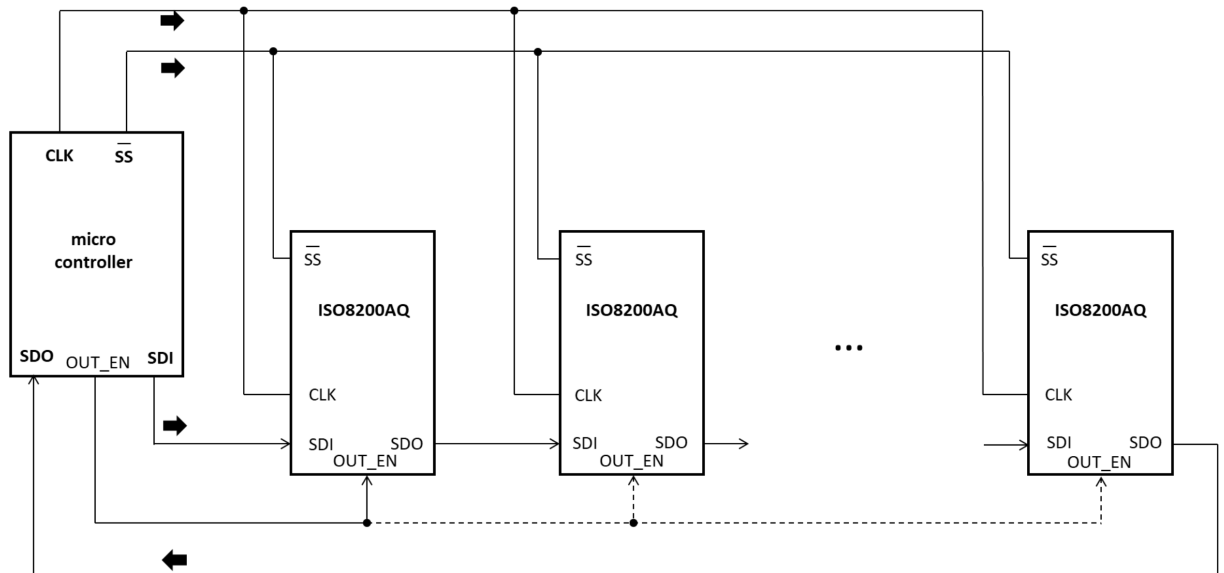 CLK
SS
micro
controller
SDO
OUT_EN
SDI
SS
ISO8200AQ
CLK
SDI
SDO
OUT_EN
SS
ISO8200AQ
CLK
SDI
SDO
OUT_EN
...
SS
ISO8200AQ
CLK
SDI
SDO
OUT_EN